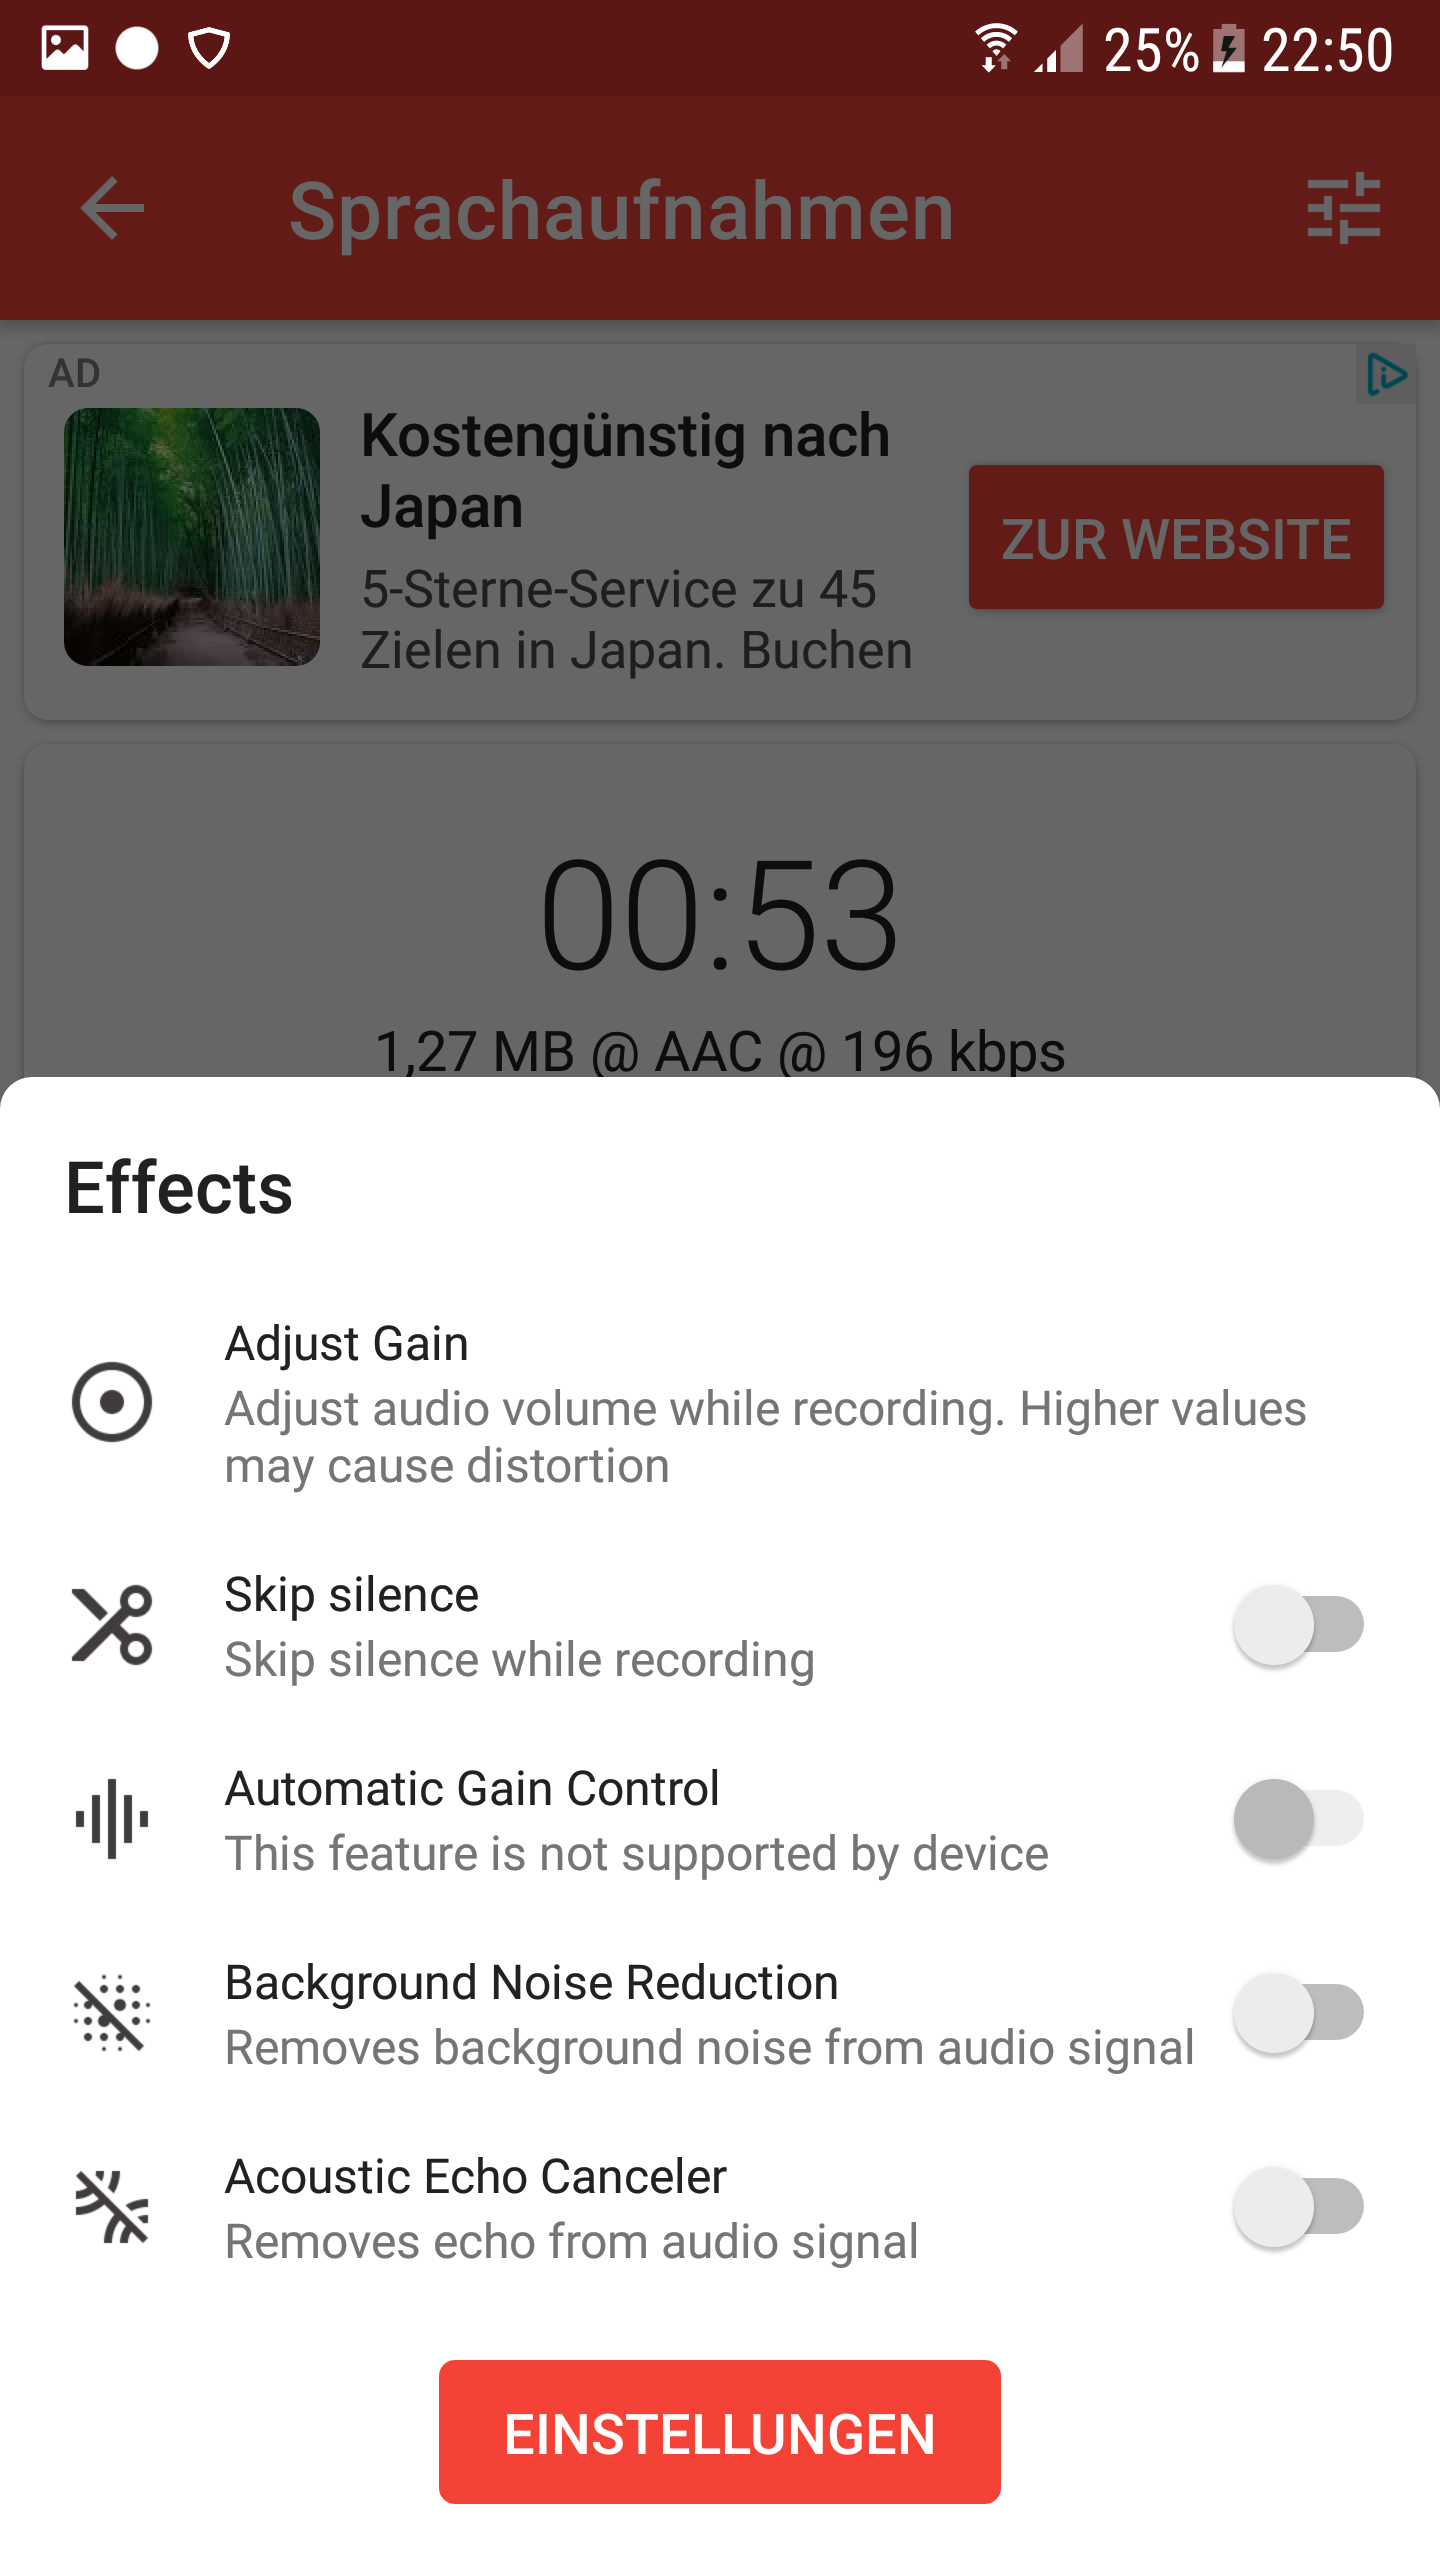 25% 22:50
Sprachaufnahmen
AD
Kostengünstig nach
Japan
5-Sterne-Service zu 45
Zielen in Japan. Buchen
ZUR WEBSITE
00:53
1,27 MB @ AAC @ 196 kbps
Effects
Adjust Gain
Adjust audio volume while recording. Higher values
may cause distortion
Skip silence
Skip silence while recording
Automatic Gain Control
This feature is not supported by device
Background Noise Reduction
Removes background noise from audio signal
Acoustic Echo Canceler
Removes echo from audio signal
EINSTELLUNGEN